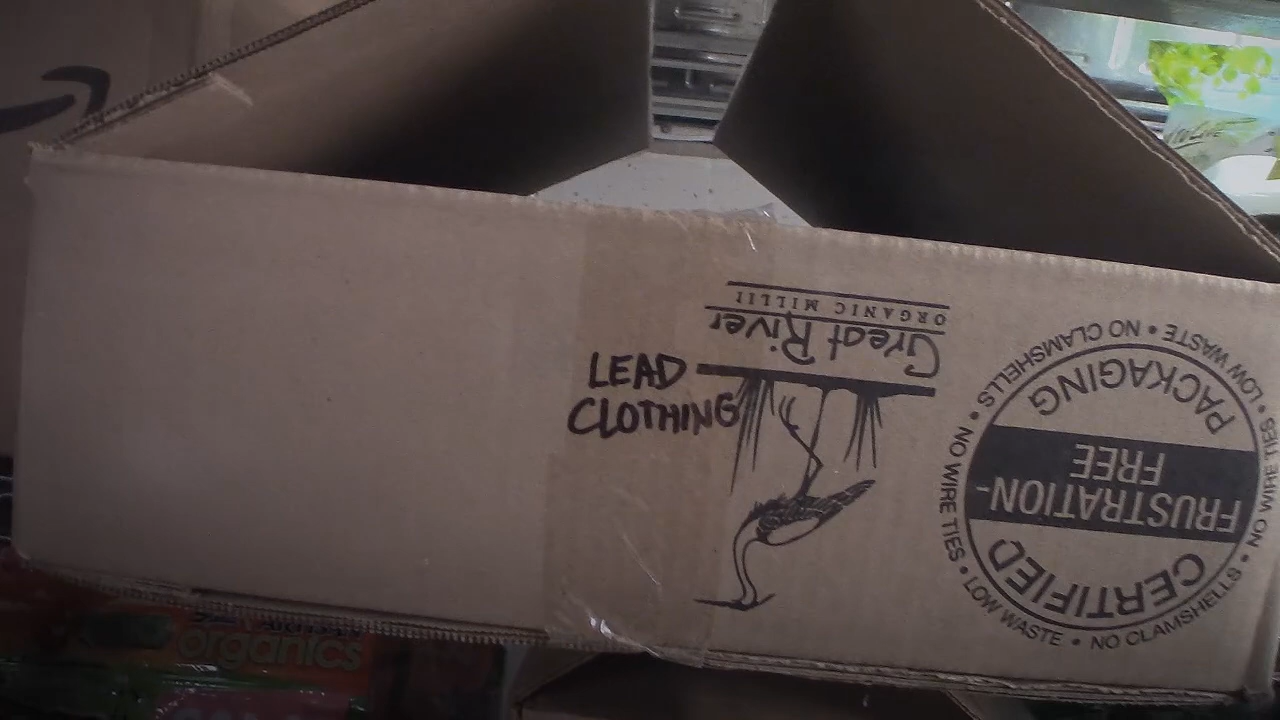 LEAD
CLOTHING
Great River
ORGANIC MILLI
CERTIFIED
FRUSTRATION-
FREE
PACKAGING
NO WIRE TIES • LOW WASTE • NO CLAMSHELLS • NO WIRE TIES • LOW WASTE • NO CLAMSHELLS •
organics